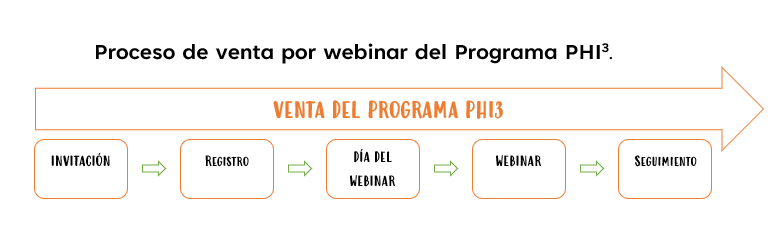 Proceso de venta por webinar del Programa PHI³.
VENTA DEL PROGRAMA PHI3
INVITACIÓN
REGISTRO
DÍA DEL
WEBINAR
WEBINAR
SEGUIMIENTO